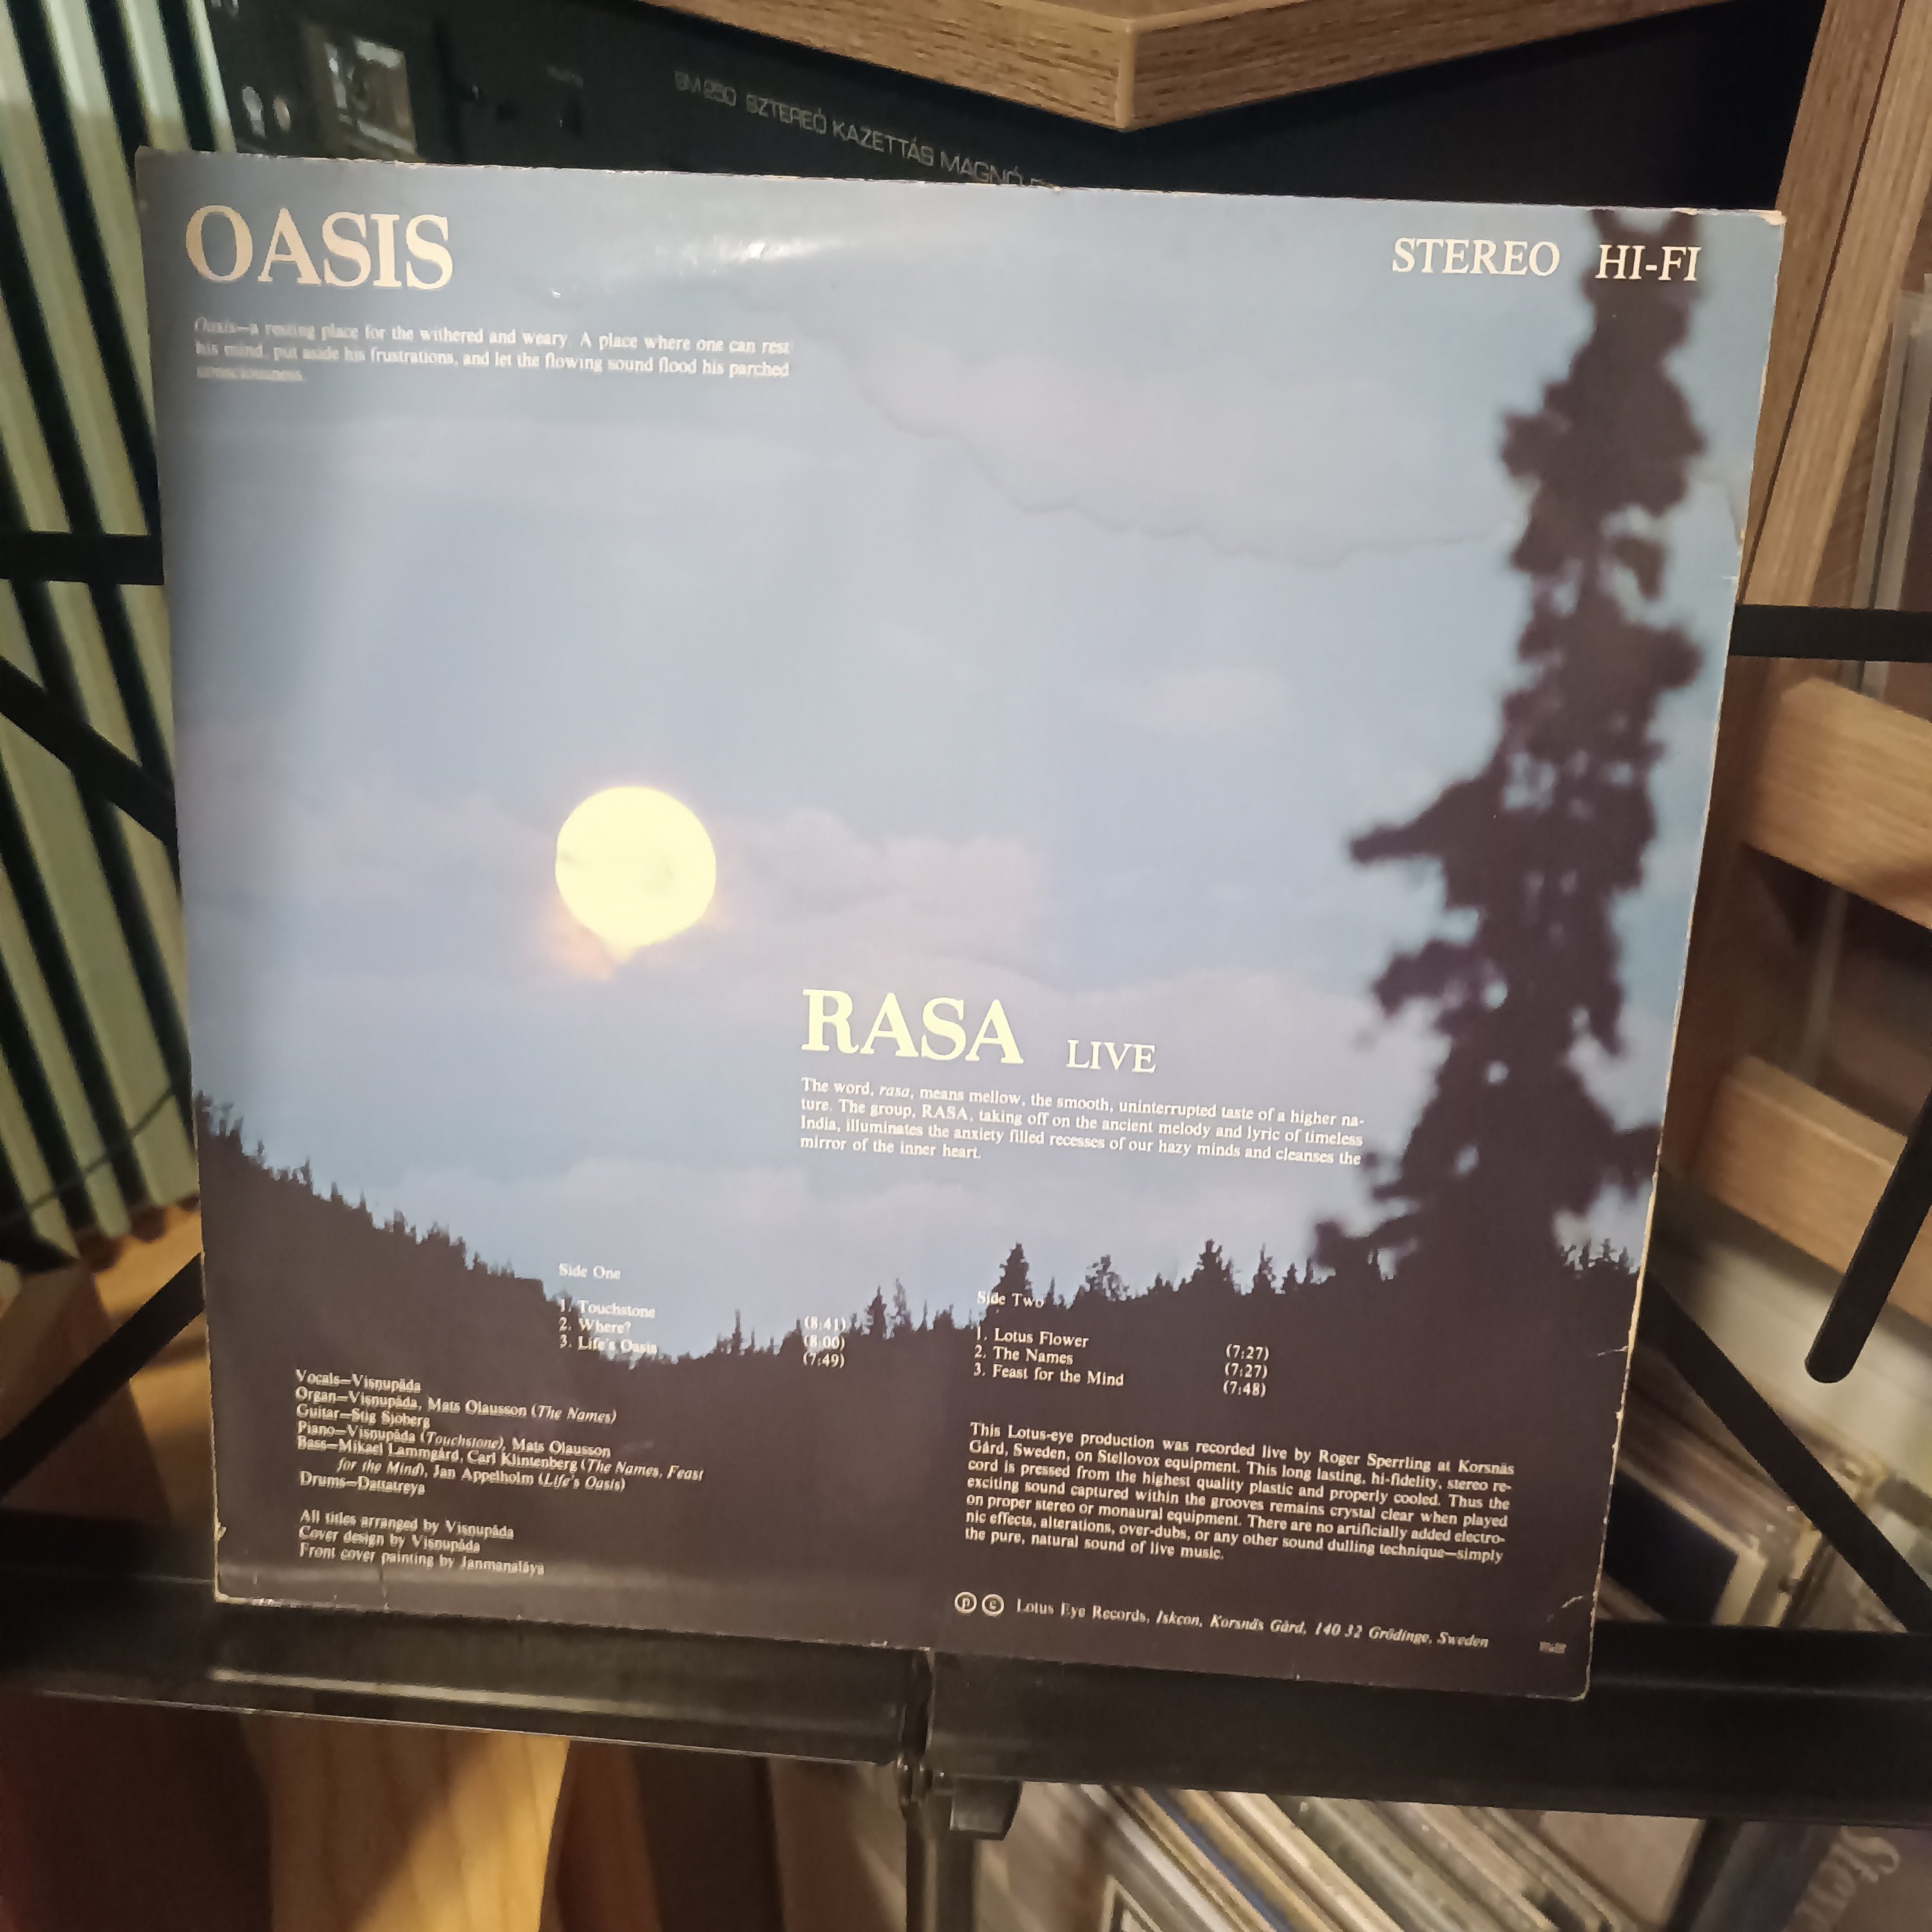 SM 250 SZTEREÓ KAZETTÁS MAGNÓ
OASIS
STEREO HI-FI
Oasis—a resting place for the withered and weary. A place where one can rest
his mind, put aside his frustrations, and let the flowing sound flood his parched
consciousness.
RASA LIVE
The word, rasa, means mellow, the smooth, uninterrupted taste of a higher na-
ture. The group, RASA, taking off on the ancient melody and lyric of timeless
India, illuminates the anxiety filled recesses of our hazy minds and cleanses the
mirror of the inner heart.
Side One
1. Touchstone (8:41)
2. Where? (8:00)
3. Life's Oasis (7:49)
Side Two
1. Lotus Flower (7:27)
2. The Names (7:27)
3. Feast for the Mind (7:48)
Vocals—Viṣṇupāda
Organ—Viṣṇupāda, Mats Olausson (The Names)
Guitar—Stig Sjöberg
Piano—Viṣṇupāda (Touchstone), Mats Olausson
Bass—Mikael Lammgård, Carl Klintenberg (The Names, Feast
for the Mind), Jan Appelholm (Life's Oasis)
Drums—Dattatreya
All titles arranged by Viṣṇupāda
Cover design by Viṣṇupāda
Front cover painting by Janmanalāya
This Lotus-eye production was recorded live by Roger Sperrling at Korsnäs
Gård, Sweden, on Stellovox equipment. This long lasting, hi-fidelity, stereo re-
cord is pressed from the highest quality plastic and properly cooled. Thus the
exciting sound captured within the grooves remains crystal clear when played
on proper stereo or monaural equipment. There are no artificially added electro-
nic effects, alterations, over-dubs, or any other sound dulling technique—simply
the pure, natural sound of live music.
Ⓟ Ⓒ Lotus Eye Records, Iskcon, Korsnäs Gård, 140 32 Grödinge, Sweden